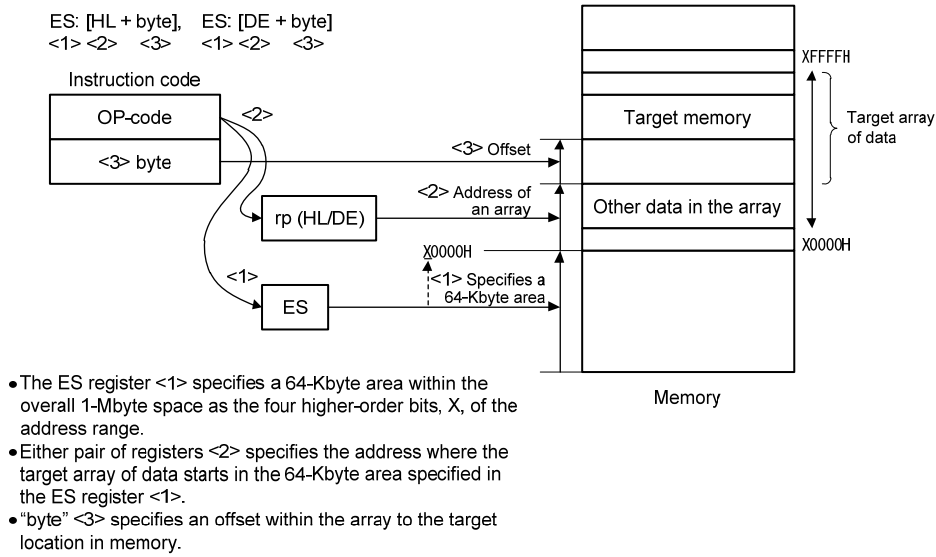 ES: [HL + byte], ES: [DE + byte]
<1> <2> <3> <1> <2> <3>
Instruction code
OP-code
<2>
<3> byte
<3> Offset
rp (HL/DE)
<2> Address of
an array
X0000H
<1>
<1> Specifies a
64-Kbyte area
ES
XFFFFH
Target memory
Target array
of data
Other data in the array
X0000H
Memory
• The ES register <1> specifies a 64-Kbyte area within the
overall 1-Mbyte space as the four higher-order bits, X, of the
address range.
• Either pair of registers <2> specifies the address where the
target array of data starts in the 64-Kbyte area specified in
the ES register <1>.
• “byte” <3> specifies an offset within the array to the target
location in memory.